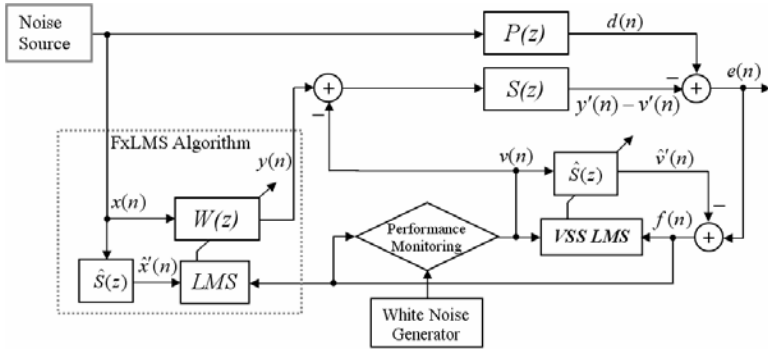 Noise
Source
P(z)
d(n)
e(n)
−
S(z)
y'(n) − v'(n)
−
FxLMS Algorithm
y(n)
v(n)
Ŝ(z)
v̂'(n)
x(n)
W(z)
Performance
Monitoring
VSS LMS
f(n)
−
Ŝ(z)
x̂'(n)
LMS
White Noise
Generator